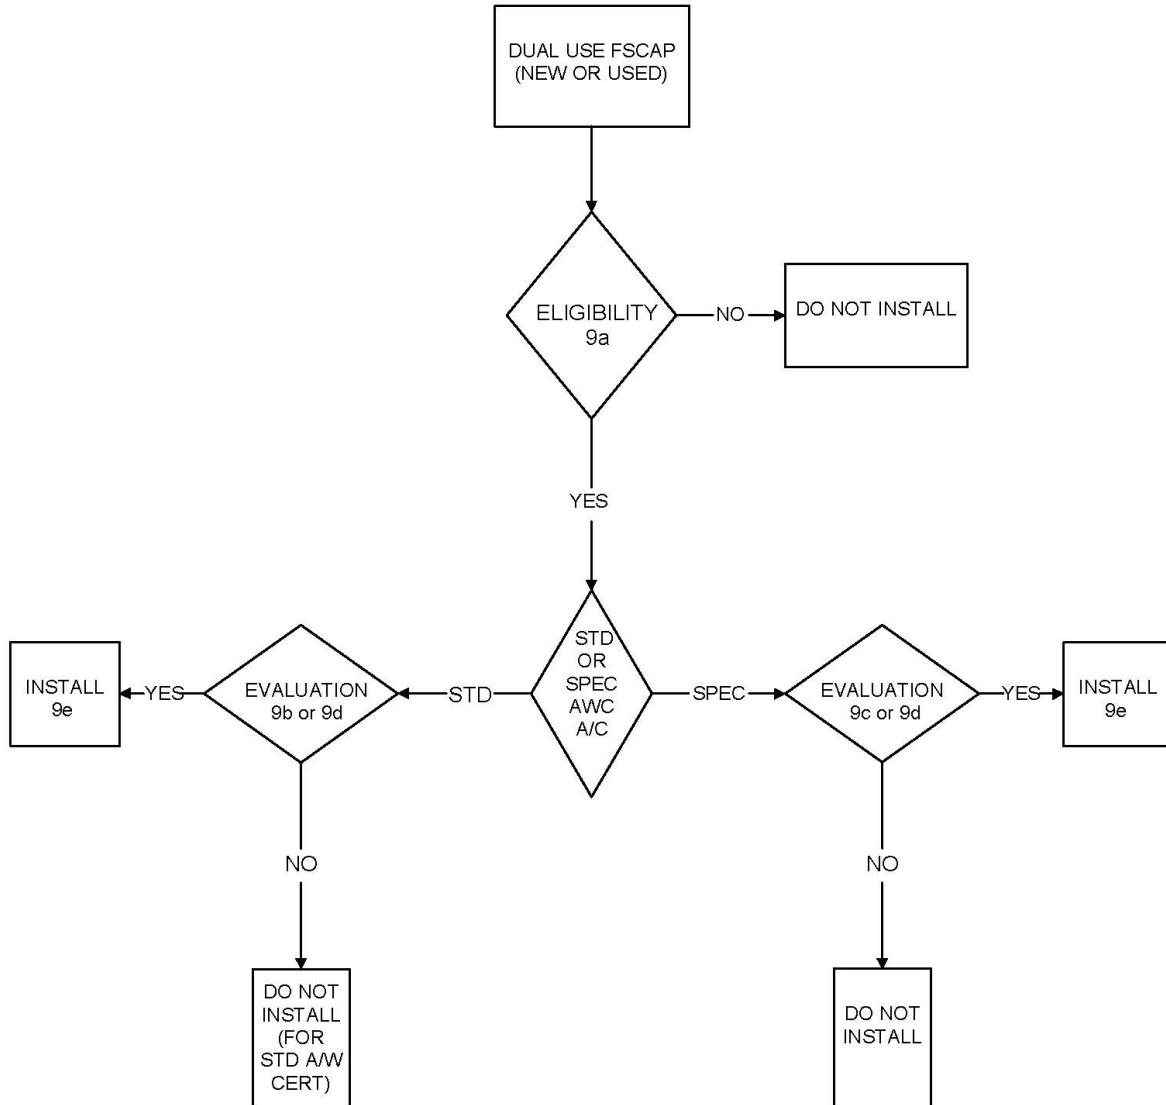 DUAL USE FSCAP
(NEW OR USED)
ELIGIBILITY
9a
NO
DO NOT INSTALL
YES
STD
OR
SPEC
AWC
A/C
STD
EVALUATION
9b or 9d
YES
INSTALL
9e
NO
DO NOT
INSTALL
(FOR
STD A/W
CERT)
SPEC
EVALUATION
9c or 9d
YES
INSTALL
9e
NO
DO NOT
INSTALL